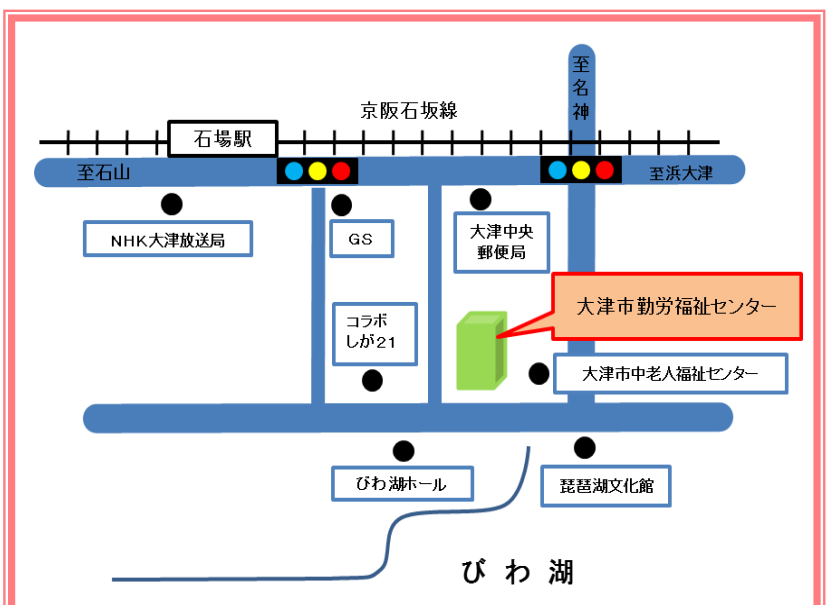 至名神
京阪石坂線
石場駅
至石山
至浜大津
NHK大津放送局
GS
大津中央
郵便局
コラボ
しが21
大津市勤労福祉センター
大津市中老人福祉センター
びわ湖ホール
琵琶湖文化館
びわ湖